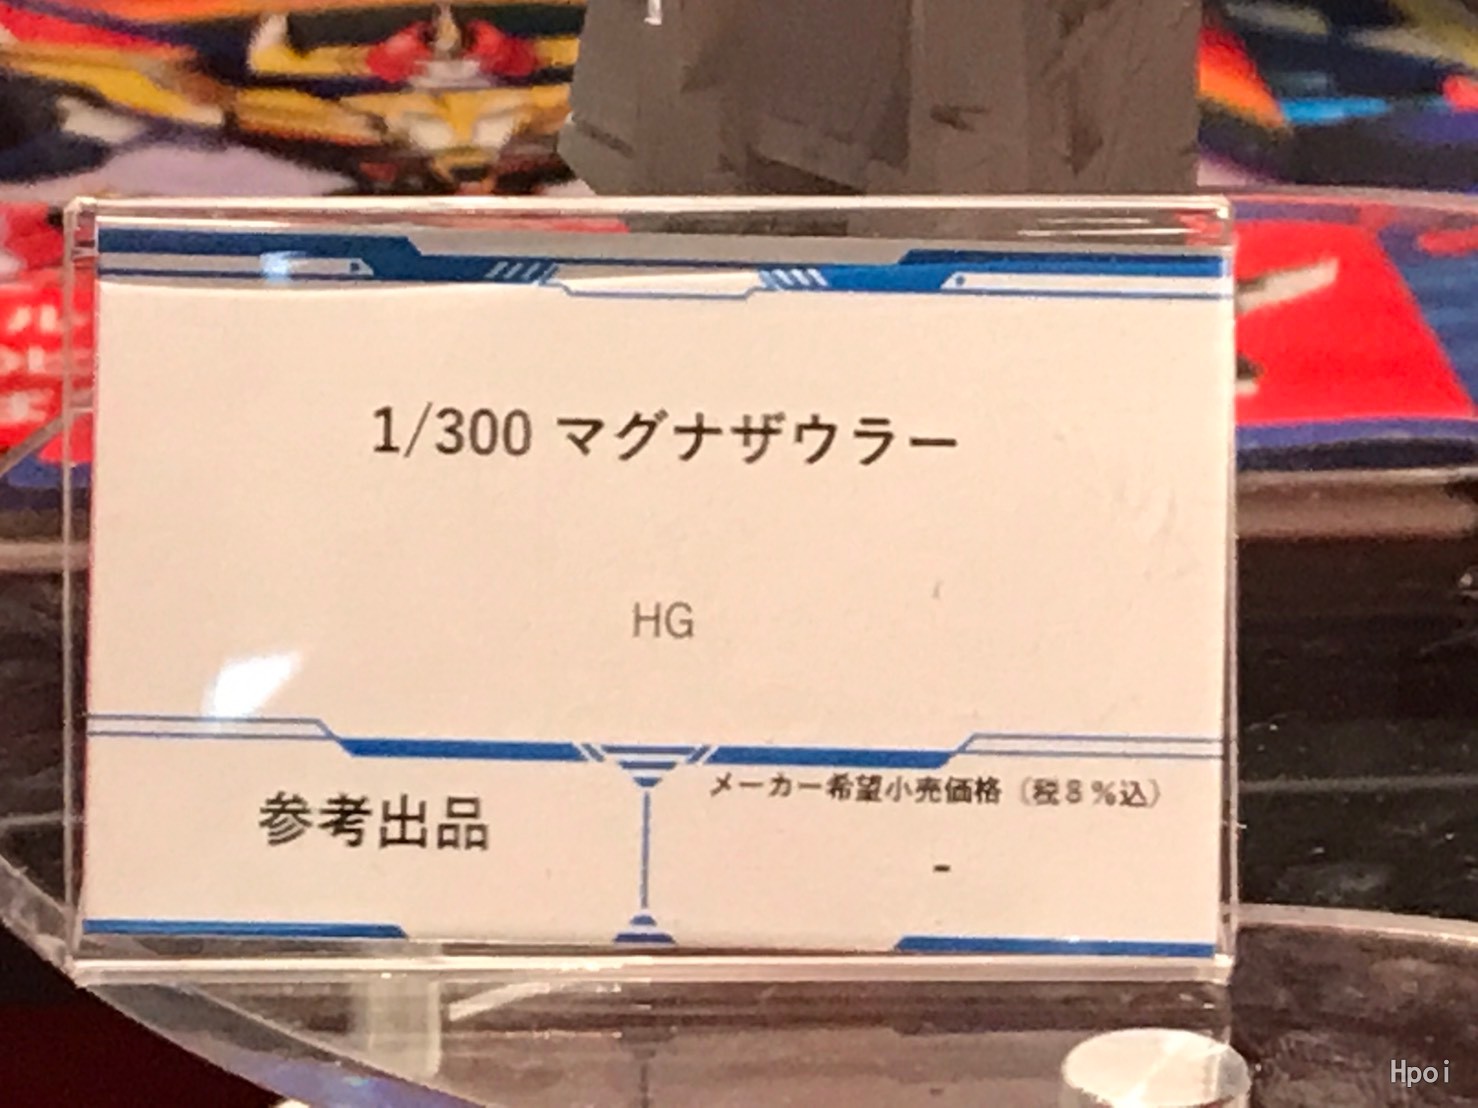 1/300 マグナザウラー
HG
参考出品
メーカー希望小売価格（税８％込）
-
Hpoi